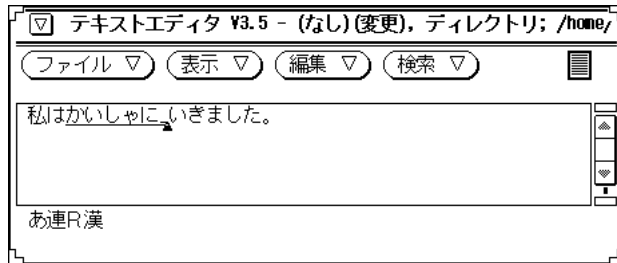 テキストエディタ V3.5 - (なし)(変更), ディレクトリ; /home/
ファイル ▽ 表示 ▽ 編集 ▽ 検索 ▽
私はかいしゃに いきました。
あ連R漢